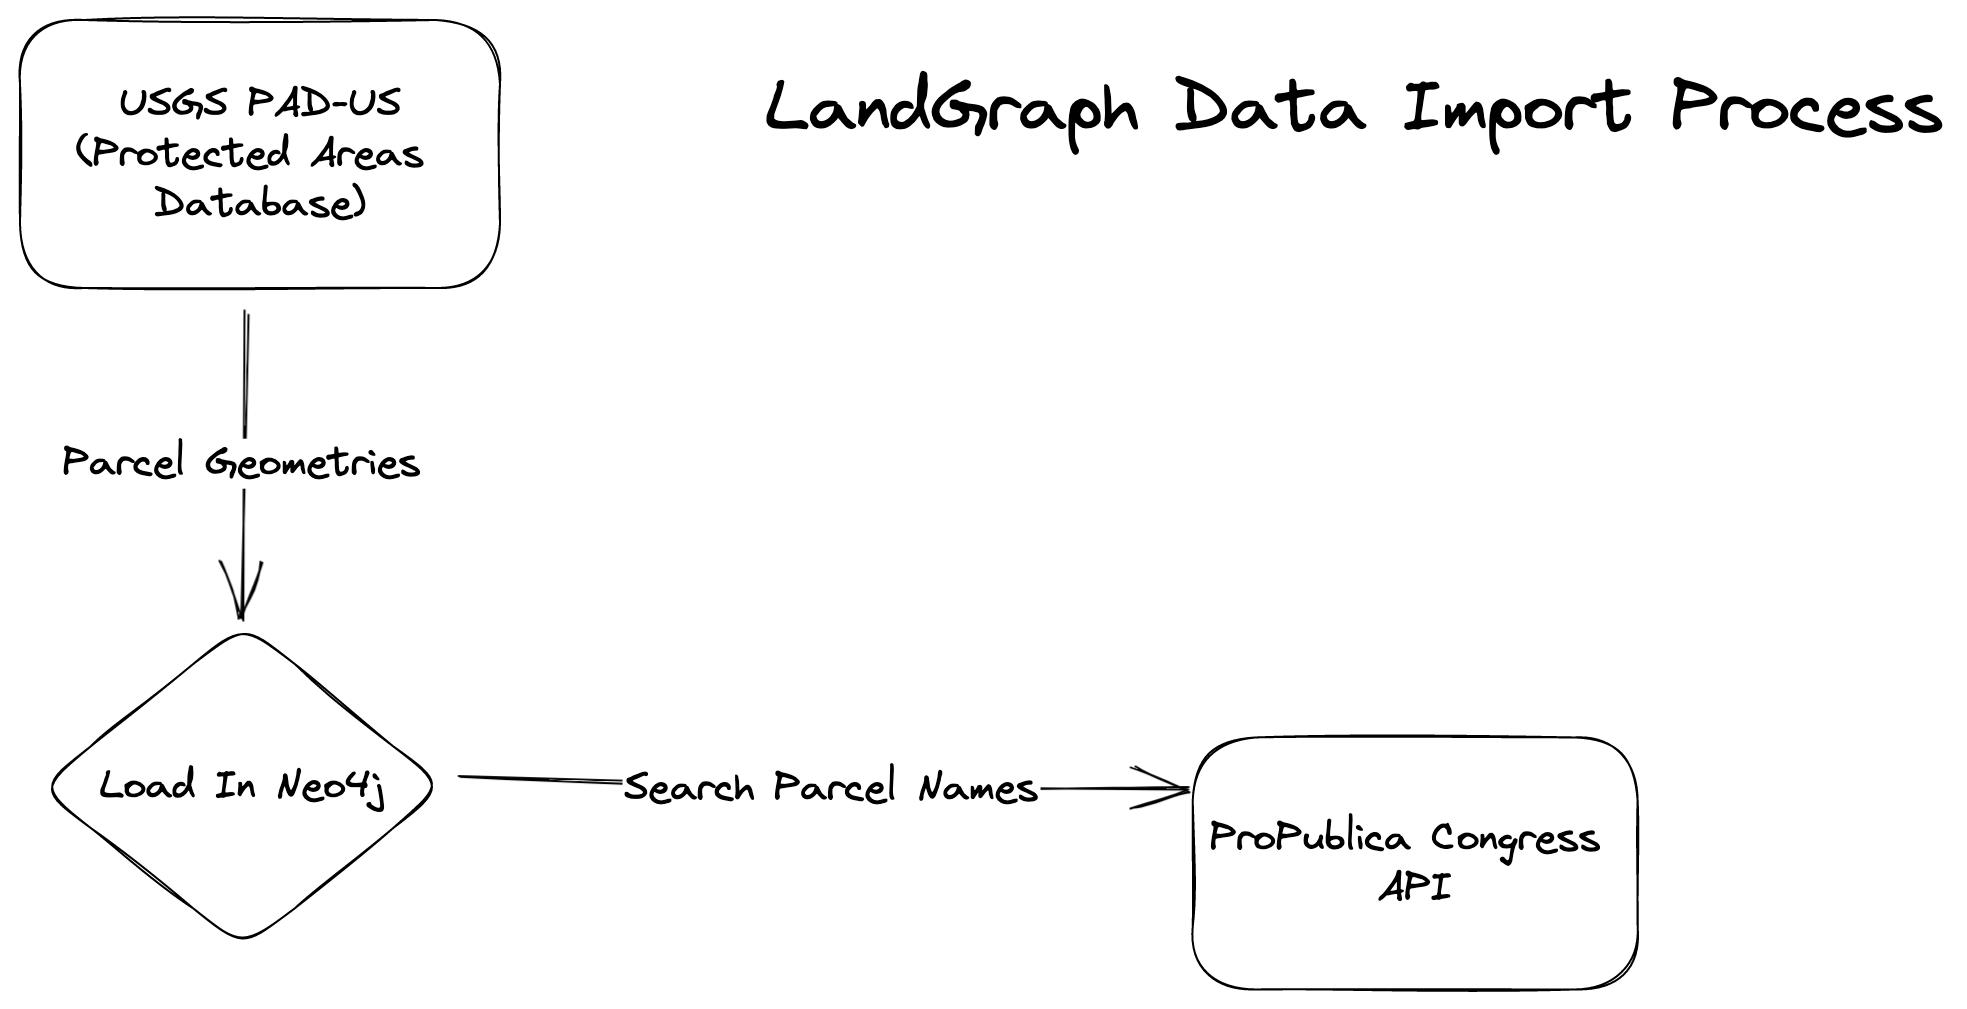 LandGraph Data Import Process
USGS PAD-US
(Protected Areas
Database)
Parcel Geometries
Load In Neo4j
Search Parcel Names
ProPublica Congress
API